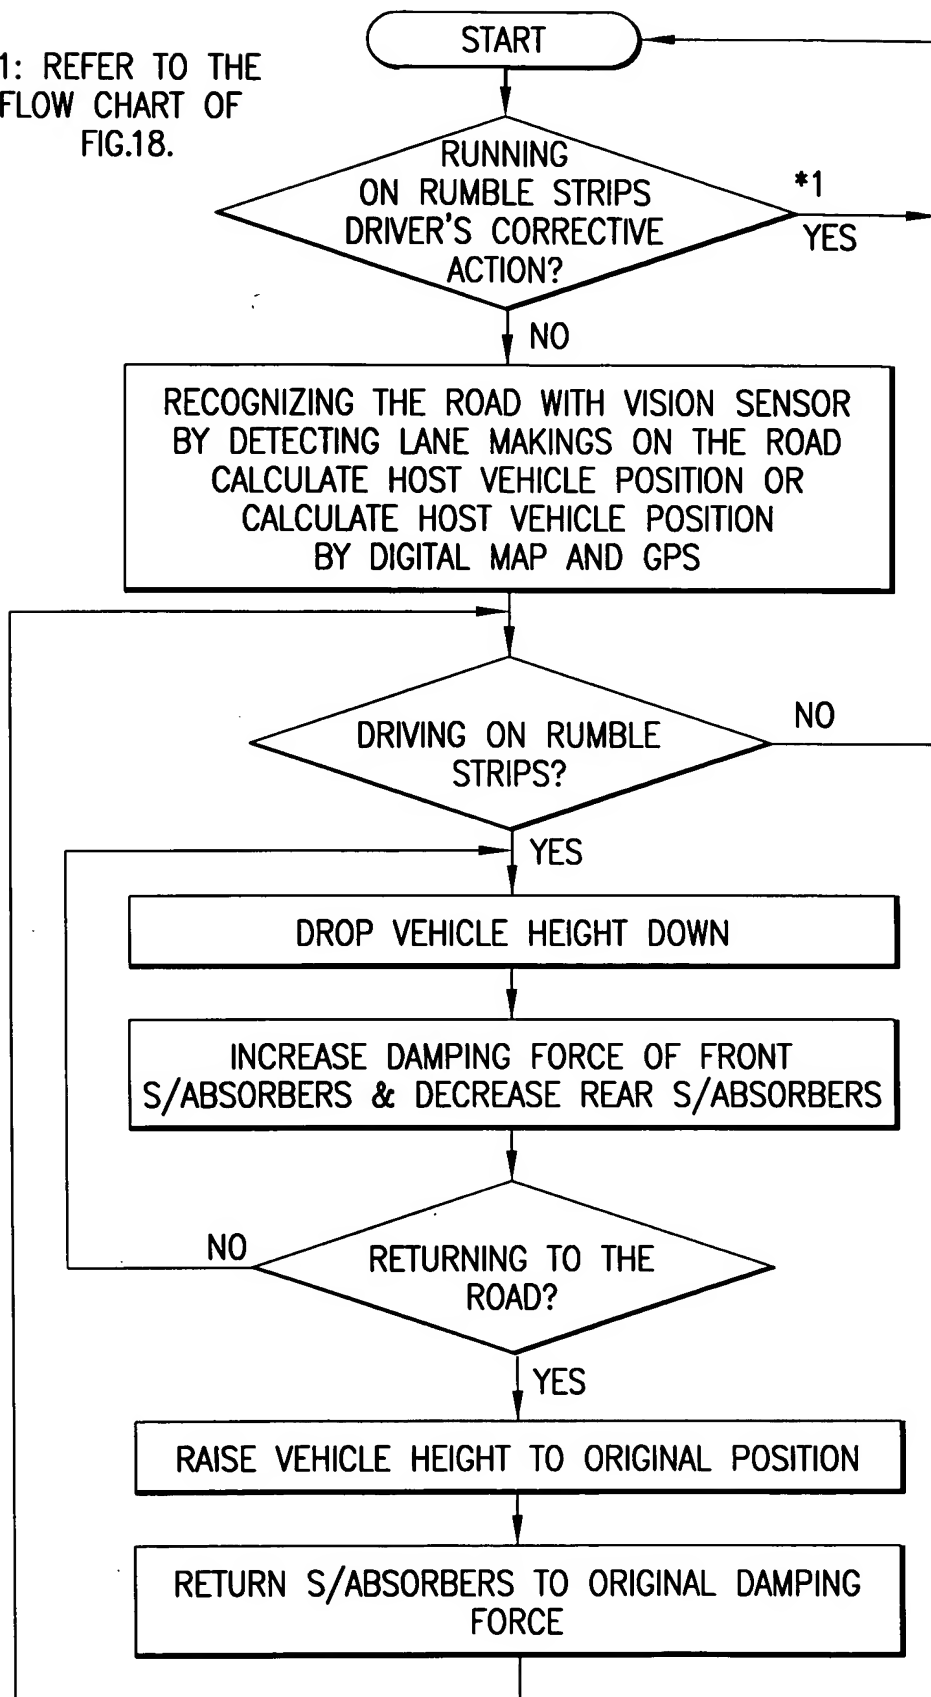 START
1: REFER TO THE
FLOW CHART OF
FIG.18.
RUNNING
ON RUMBLE STRIPS
DRIVER'S CORRECTIVE
ACTION?
*1
YES
NO
RECOGNIZING THE ROAD WITH VISION SENSOR
BY DETECTING LANE MAKINGS ON THE ROAD
CALCULATE HOST VEHICLE POSITION OR
CALCULATE HOST VEHICLE POSITION
BY DIGITAL MAP AND GPS
DRIVING ON RUMBLE
STRIPS?
NO
YES
DROP VEHICLE HEIGHT DOWN
INCREASE DAMPING FORCE OF FRONT
S/ABSORBERS & DECREASE REAR S/ABSORBERS
NO
RETURNING TO THE
ROAD?
YES
RAISE VEHICLE HEIGHT TO ORIGINAL POSITION
RETURN S/ABSORBERS TO ORIGINAL DAMPING
FORCE